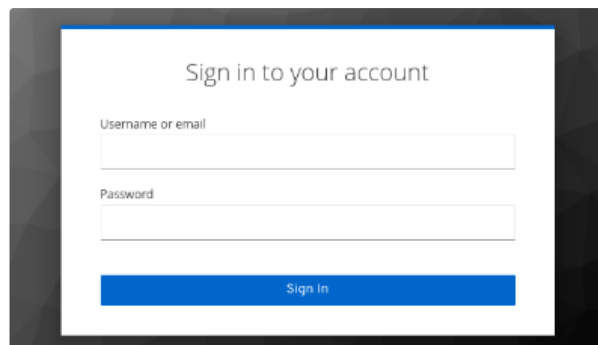 Sign in to your account
Username or email
Password
Sign In